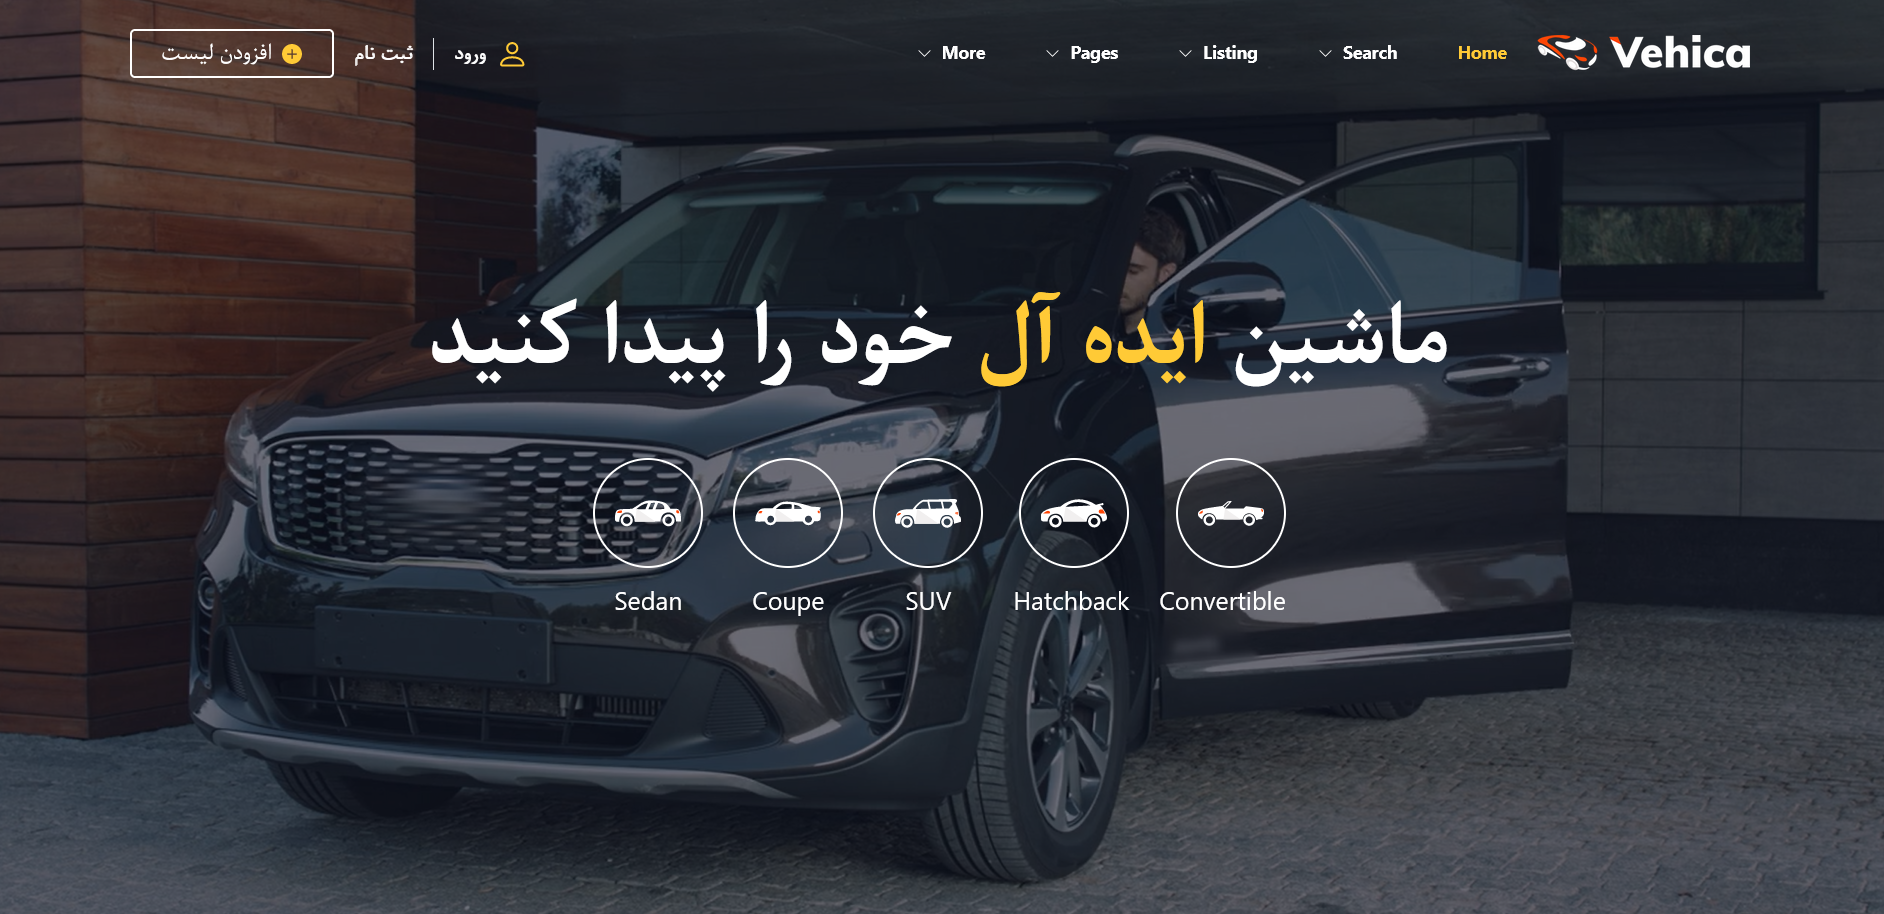 Vehica
Home
Search
Listing
Pages
More
ورود
ثبت نام
افزودن لیست
ماشین ایده آل خود را پیدا کنید
Sedan
Coupe
SUV
Hatchback
Convertible